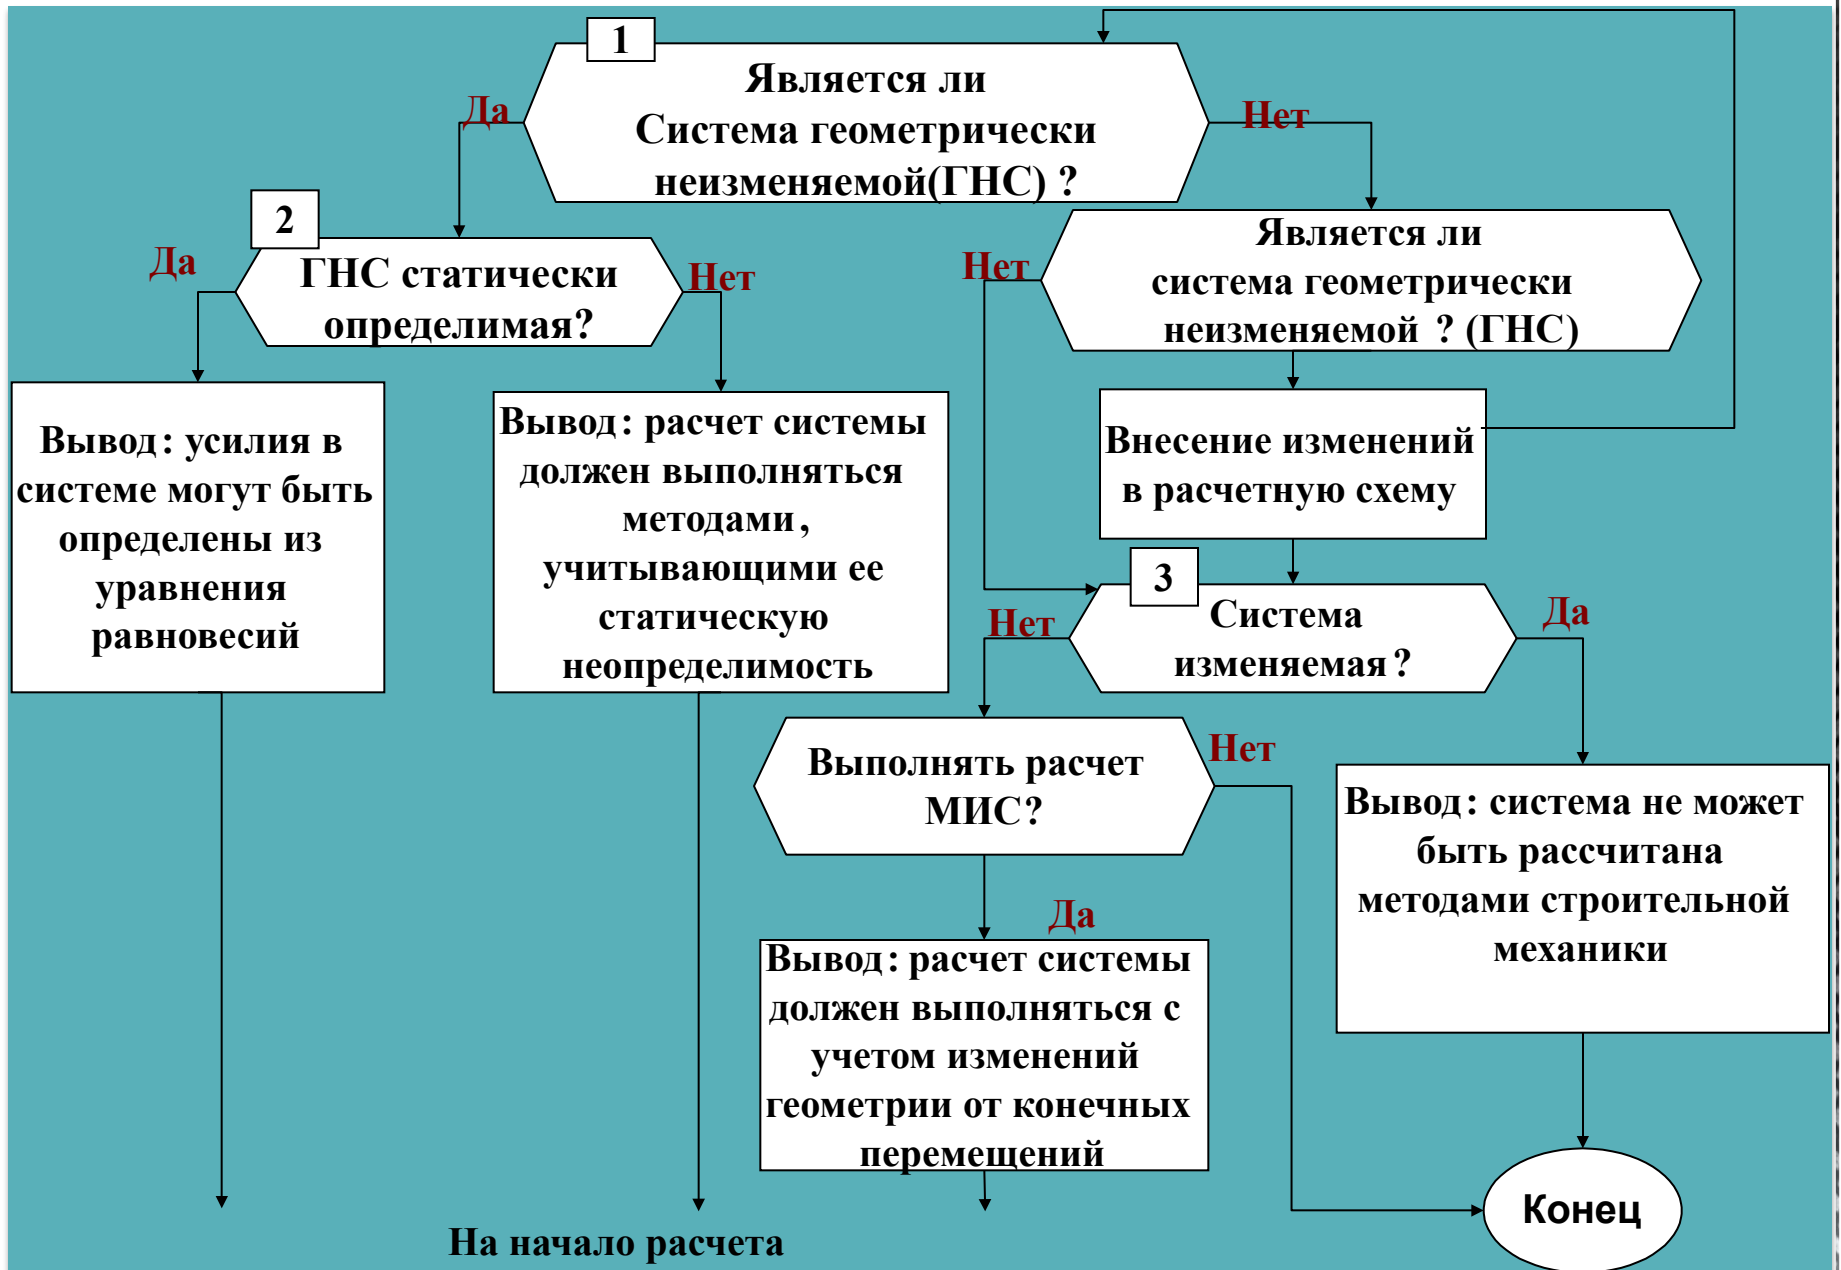 1
Является ли
Система геометрически
неизменяемой(ГНС) ?
Да
Нет
2
ГНС статически
определимая?
Да
Нет
Является ли
система геометрически
неизменяемой ? (ГНС)
Нет
Вывод: усилия в
системе могут быть
определены из
уравнения
равновесий
Вывод: расчет системы
должен выполняться
методами,
учитывающими ее
статическую
неопределимость
Внесение изменений
в расчетную схему
3
Система
изменяемая?
Нет
Да
Выполнять расчет
МИС?
Нет
Да
Вывод: система не может
быть рассчитана
методами строительной
механики
Вывод: расчет системы
должен выполняться с
учетом изменений
геометрии от конечных
перемещений
Конец
На начало расчета